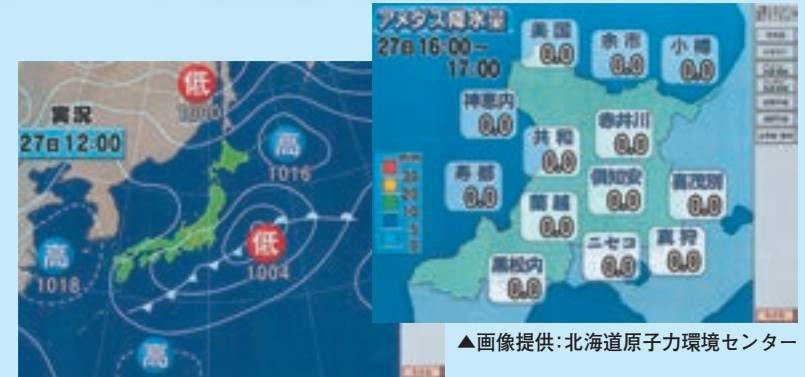 実況
27日12:00
低
高
1016
低
1004
高
1018
高
アメダス降水量
27日16:00〜
17:00
美国
0.0
余市
0.0
小樽
0.0
神恵内
0.0
共和
0.0
赤井川
0.0
寿都
0.0
蘭越
0.0
倶知安
0.0
喜茂別
0.0
黒松内
0.0
ニセコ
0.0
真狩
0.0
30
20
10
5
0
▲画像提供:北海道原子力環境センター